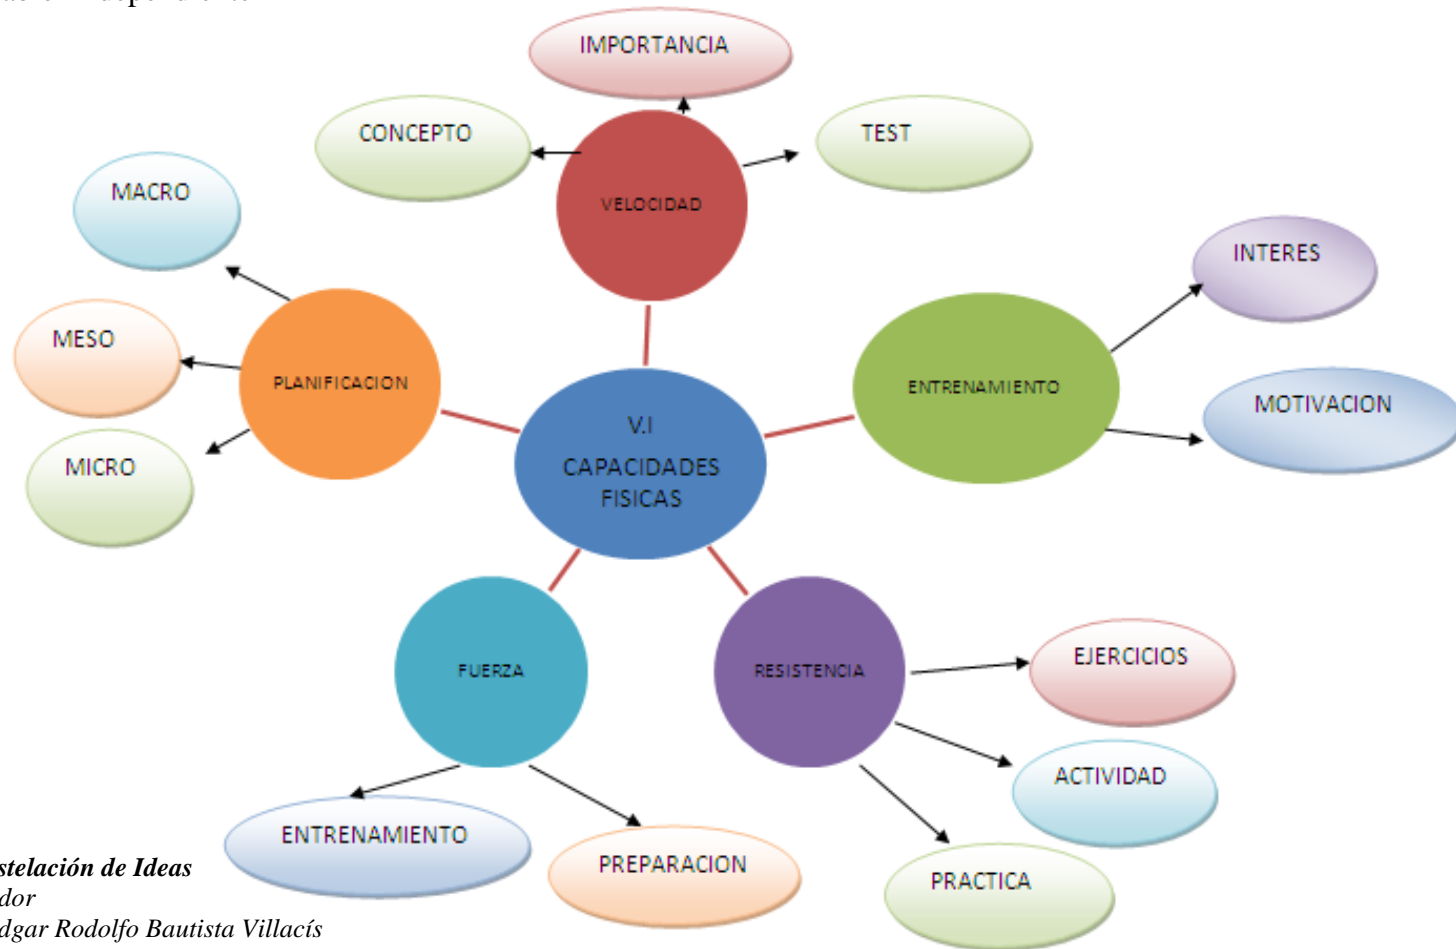 IMPORTANCIA
CONCEPTO
TEST
MACRO
VELOCIDAD
INTERES
MESO
PLANIFICACION
ENTRENAMIENTO
MOTIVACION
V.I
CAPACIDADES
FISICAS
MICRO
FUERZA
RESISTENCIA
EJERCICIOS
ACTIVIDAD
ENTRENAMIENTO
PREPARACION
PRACTICA
stelación de Ideas
dor
dgar Rodolfo Bautista Villacís